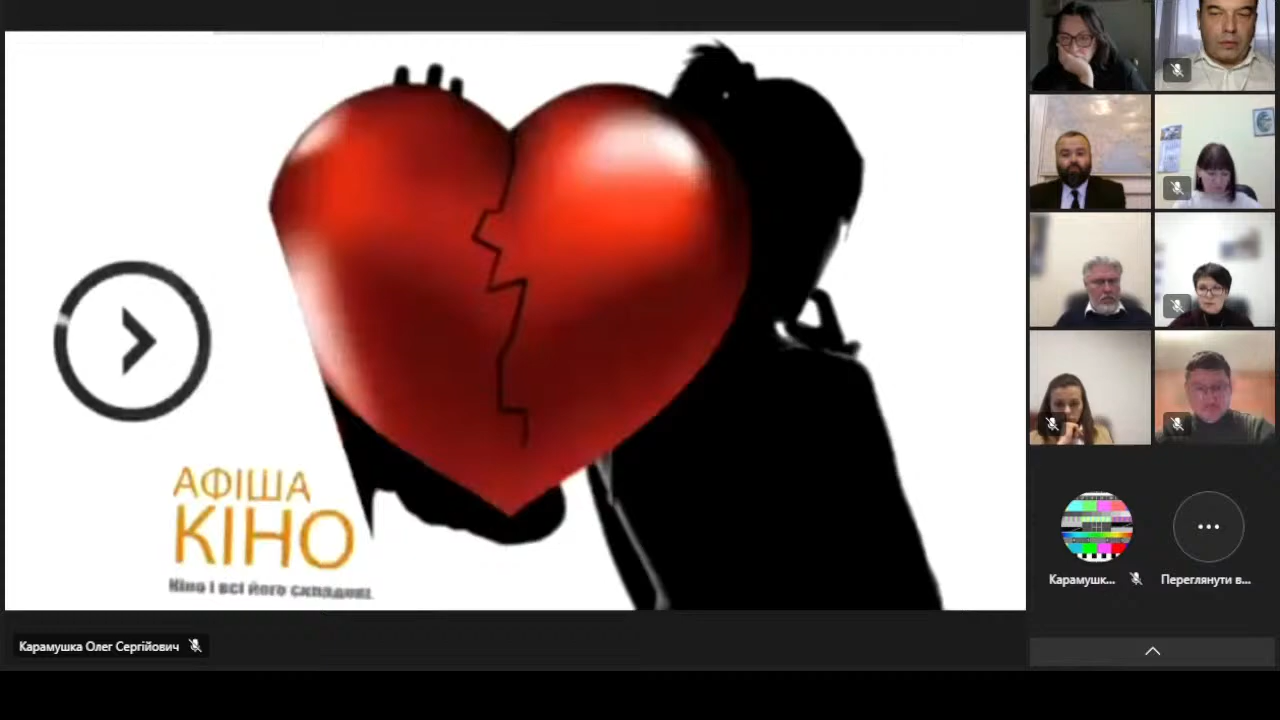 АФІША
КІНО
Кіно і всі його складові.
Карамушка Олег Сергійович
Карамушк...
Переглянути в...